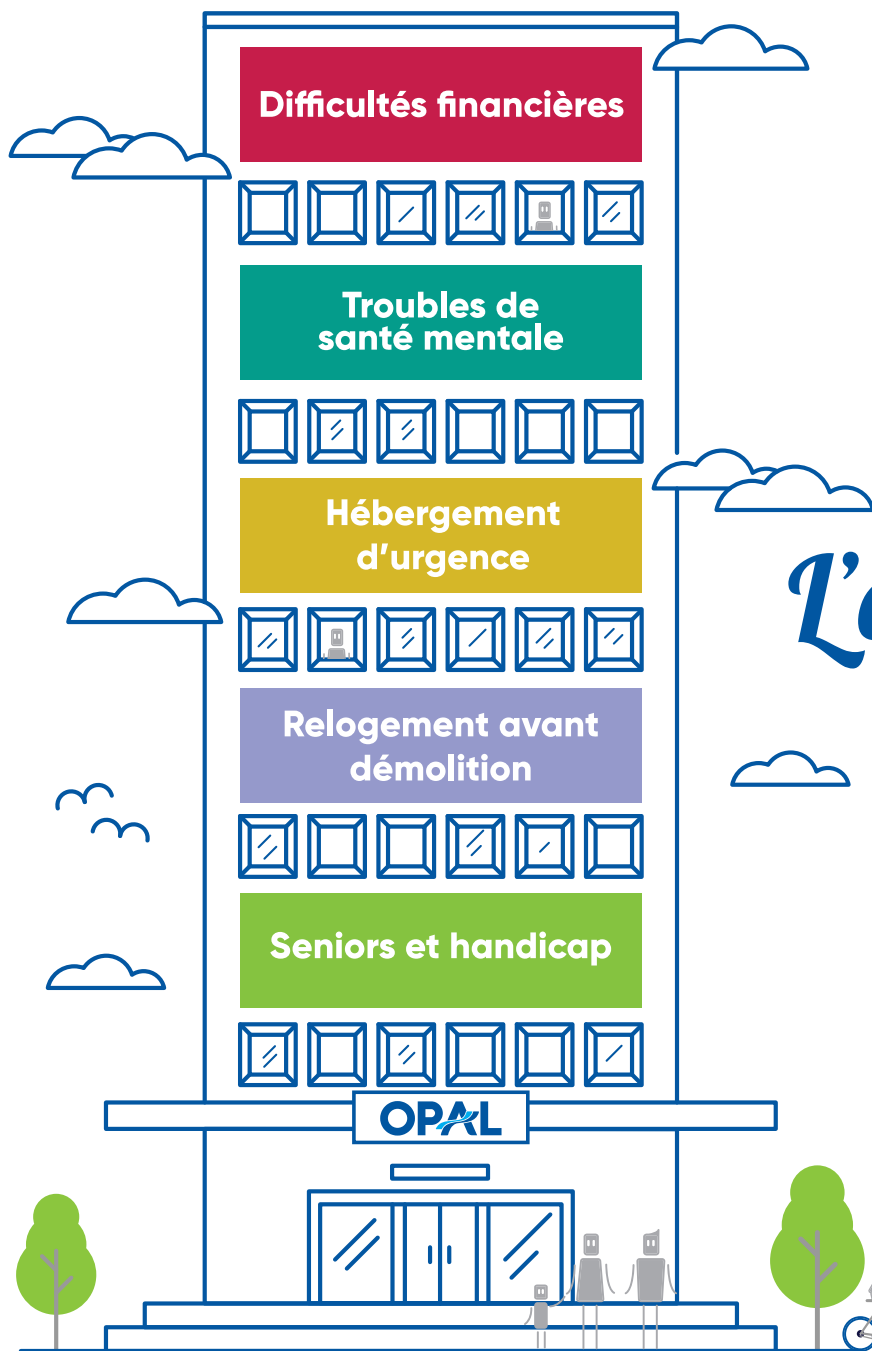 Difficultés financières
Troubles de
santé mentale
Hébergement
d’urgence
Relogement avant
démolition
Seniors et handicap
OPAL